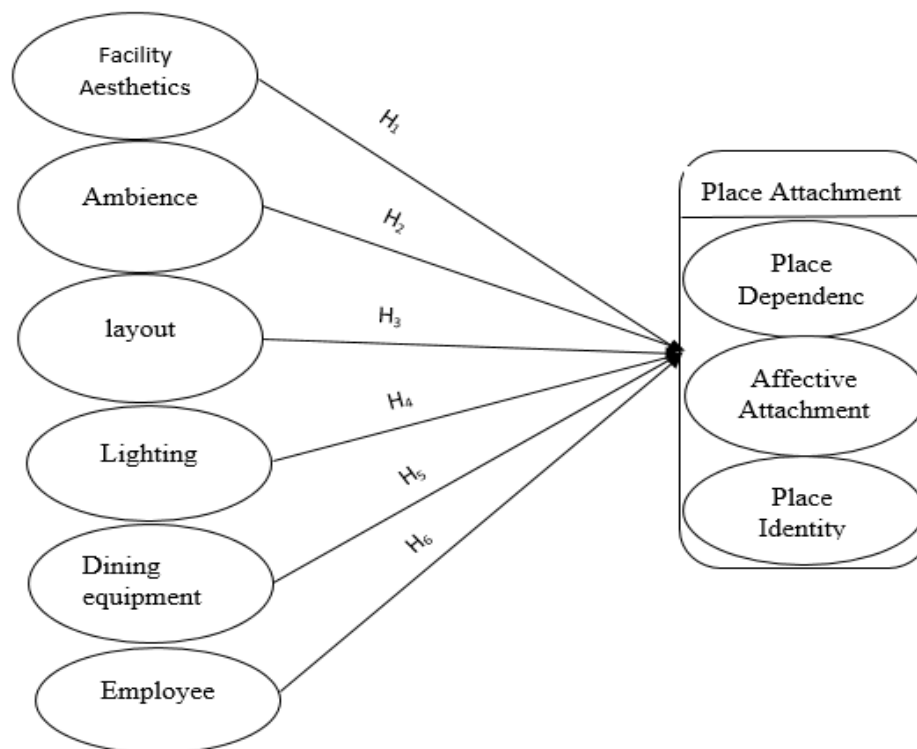 Facility
Aesthetics
H₁
Ambience
H₂
Place Attachment
Place
Dependenc
layout
H₃
Affective
Attachment
Lighting
H₄
Place
Identity
Dining
equipment
H₅
Employee
H₆